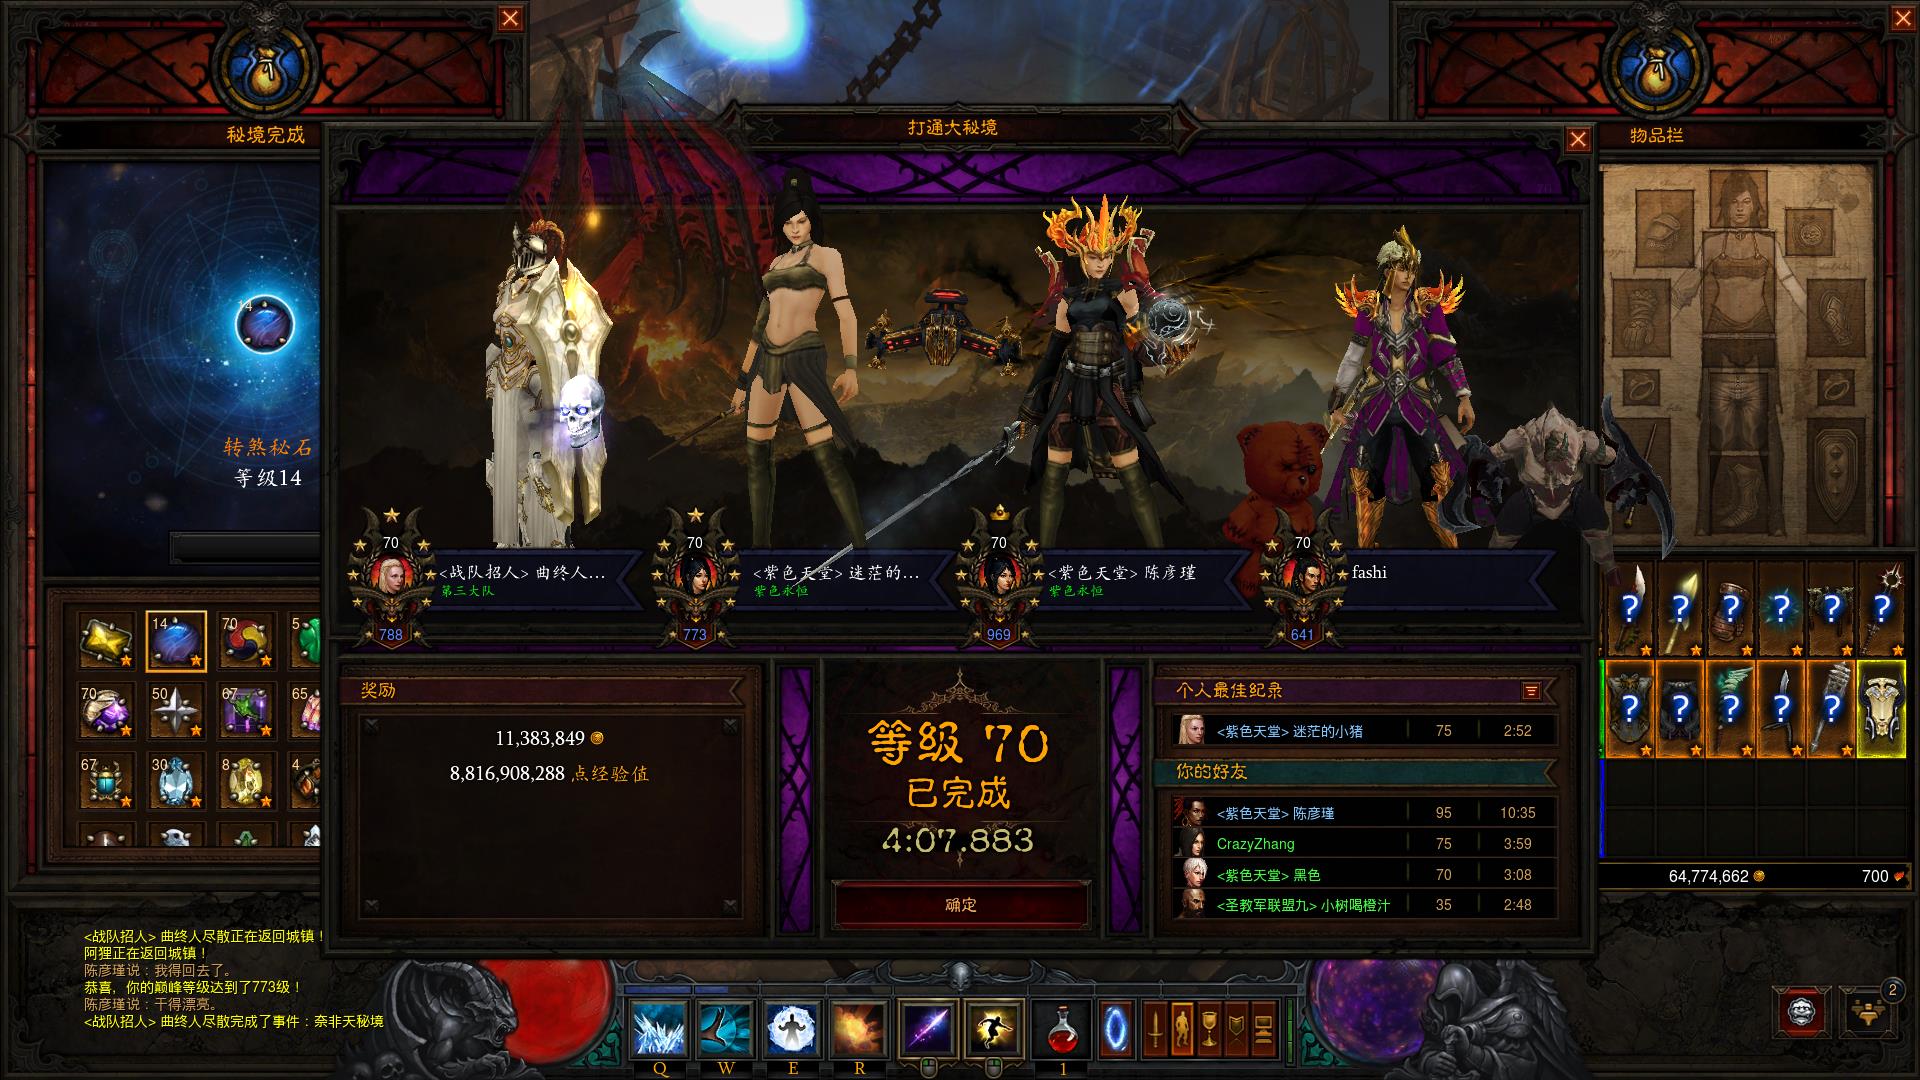 秘境完成
打通大秘境
物品栏
14
转煞秘石
等级14
70
<战队招人> 曲终人...
第三大队
788
70
<紫色天堂> 迷茫的...
紫色永恒
773
70
<紫色天堂> 陈彦瑾
紫色永恒
969
70
fashi
641
14
70
5
70
50
67
65
67
30
8
4
奖励
11,383,849
8,816,908,288 点经验值
等级 70
已完成
4:07.883
确定
个人最佳纪录
<紫色天堂> 迷茫的小猪 75 2:52
你的好友
<紫色天堂> 陈彦瑾 95 10:35
CrazyZhang 75 3:59
<紫色天堂> 黑色 70 3:08
<圣教军联盟九> 小树喝橙汁 35 2:48
? ? ? ? ? ?
? ? ? ? ?
64,774,662 700
<战队招人> 曲终人尽散正在返回城镇！
阿狸正在返回城镇！
陈彦瑾说：我得回去了。
恭喜，你的巅峰等级达到了773级！
陈彦瑾说：干得漂亮。
<战队招人> 曲终人尽散完成了事件：奈非天秘境
Q W E R 1
2